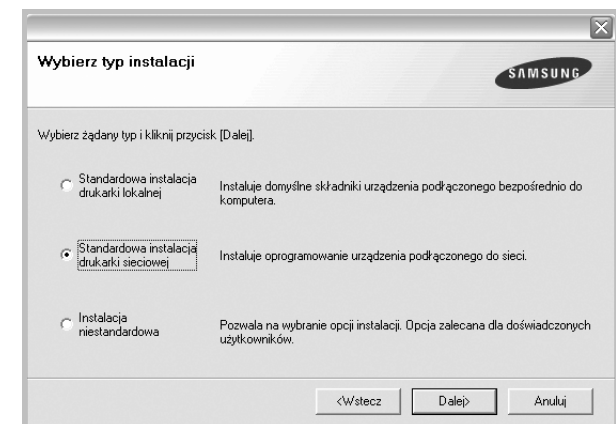 Wybierz typ instalacji
SAMSUNG
Wybierz żądany typ i kliknij przycisk [Dalej].
Standardowa instalacja
drukarki lokalnej
Instaluje domyślne składniki urządzenia podłączonego bezpośrednio do
komputera.
Standardowa instalacja
drukarki sieciowej
Instaluje oprogramowanie urządzenia podłączonego do sieci.
Instalacja
niestandardowa
Pozwala na wybranie opcji instalacji. Opcja zalecana dla doświadczonych
użytkowników.
<Wstecz
Dalej>
Anuluj